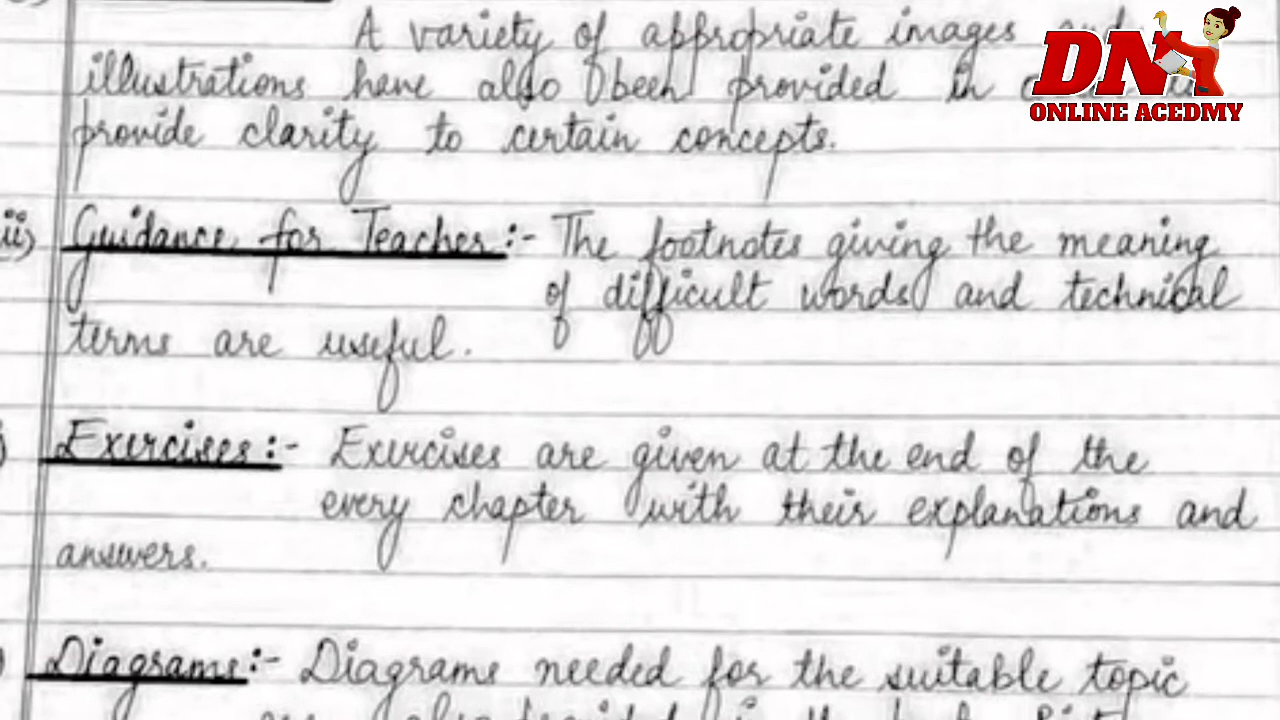 A variety of appropriate images and
illustrations have also been provided in
provide clarity to certain concepts.
ii) Guidance for Teacher:- The footnotes giving the meaning
of difficult words and technical
terms are useful.
Exercises:- Exercises are given at the end of the
every chapter with their explanations and
answers.
Diagrams:- Diagrams needed for the suitable topic
DNA
ONLINE ACEDMY